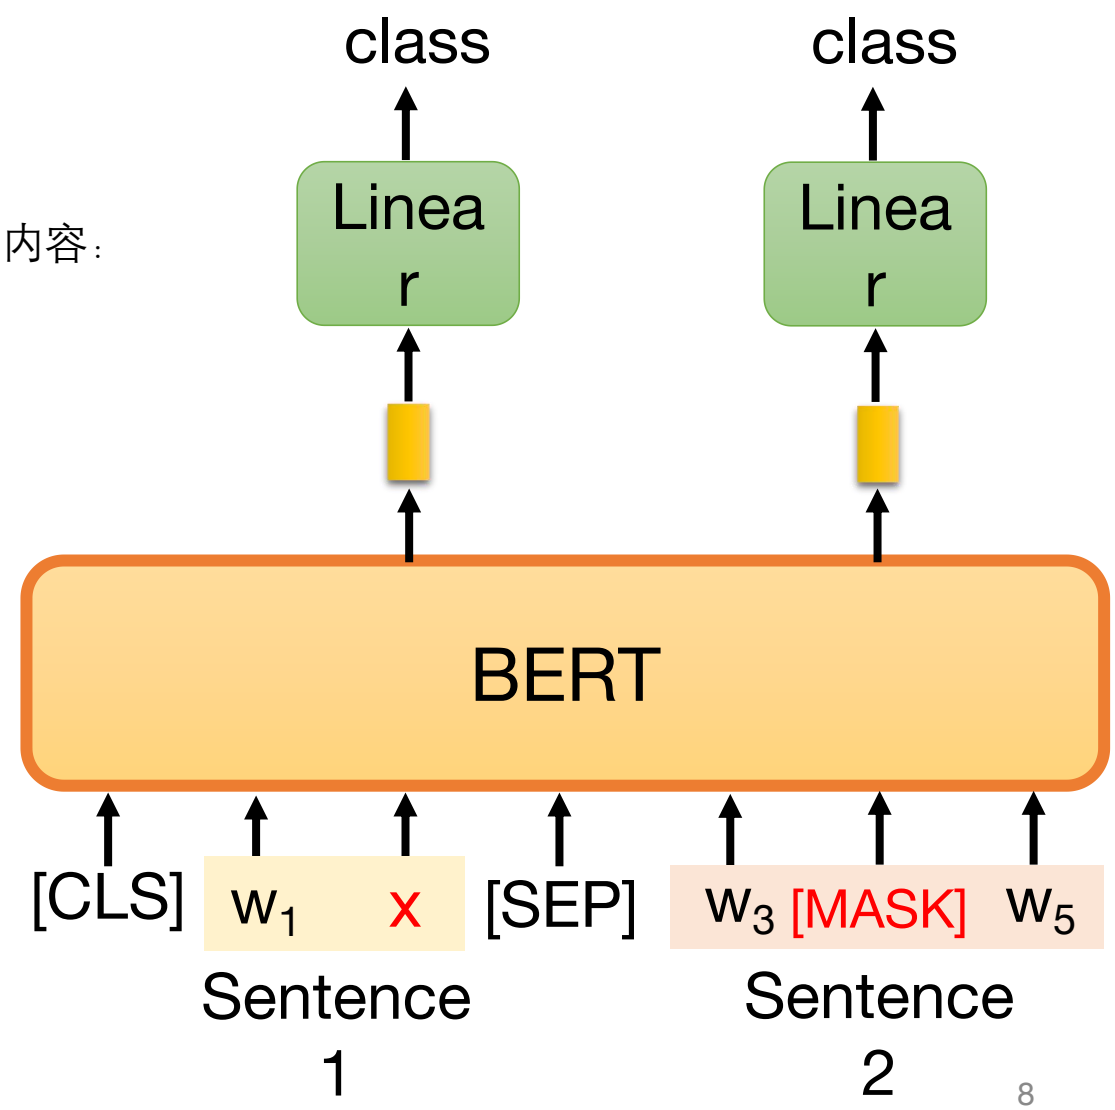 class class
Linea Linea
r r
内容：
BERT
[CLS] w₁ x [SEP] w₃ [MASK] w₅
Sentence Sentence
1 2
8